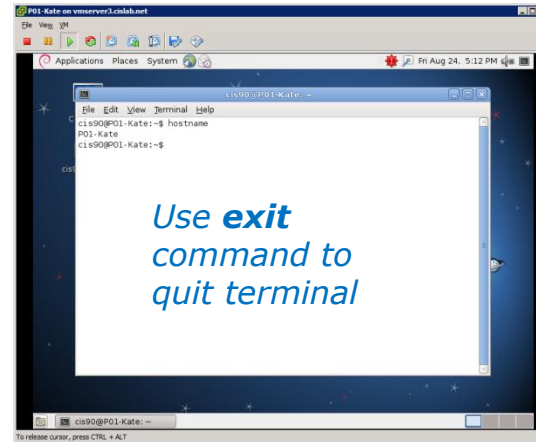 P01-Kate on vmserver3.cislab.net
File View VM
Applications Places System Fri Aug 24, 5:12 PM
cis90@P01-Kate: ~
File Edit View Terminal Help
cis90@P01-Kate:~$ hostname
P01-Kate
cis90@P01-Kate:~$
Use exit
command to
quit terminal
cis90@P01-Kate: ~
To release cursor, press CTRL + ALT